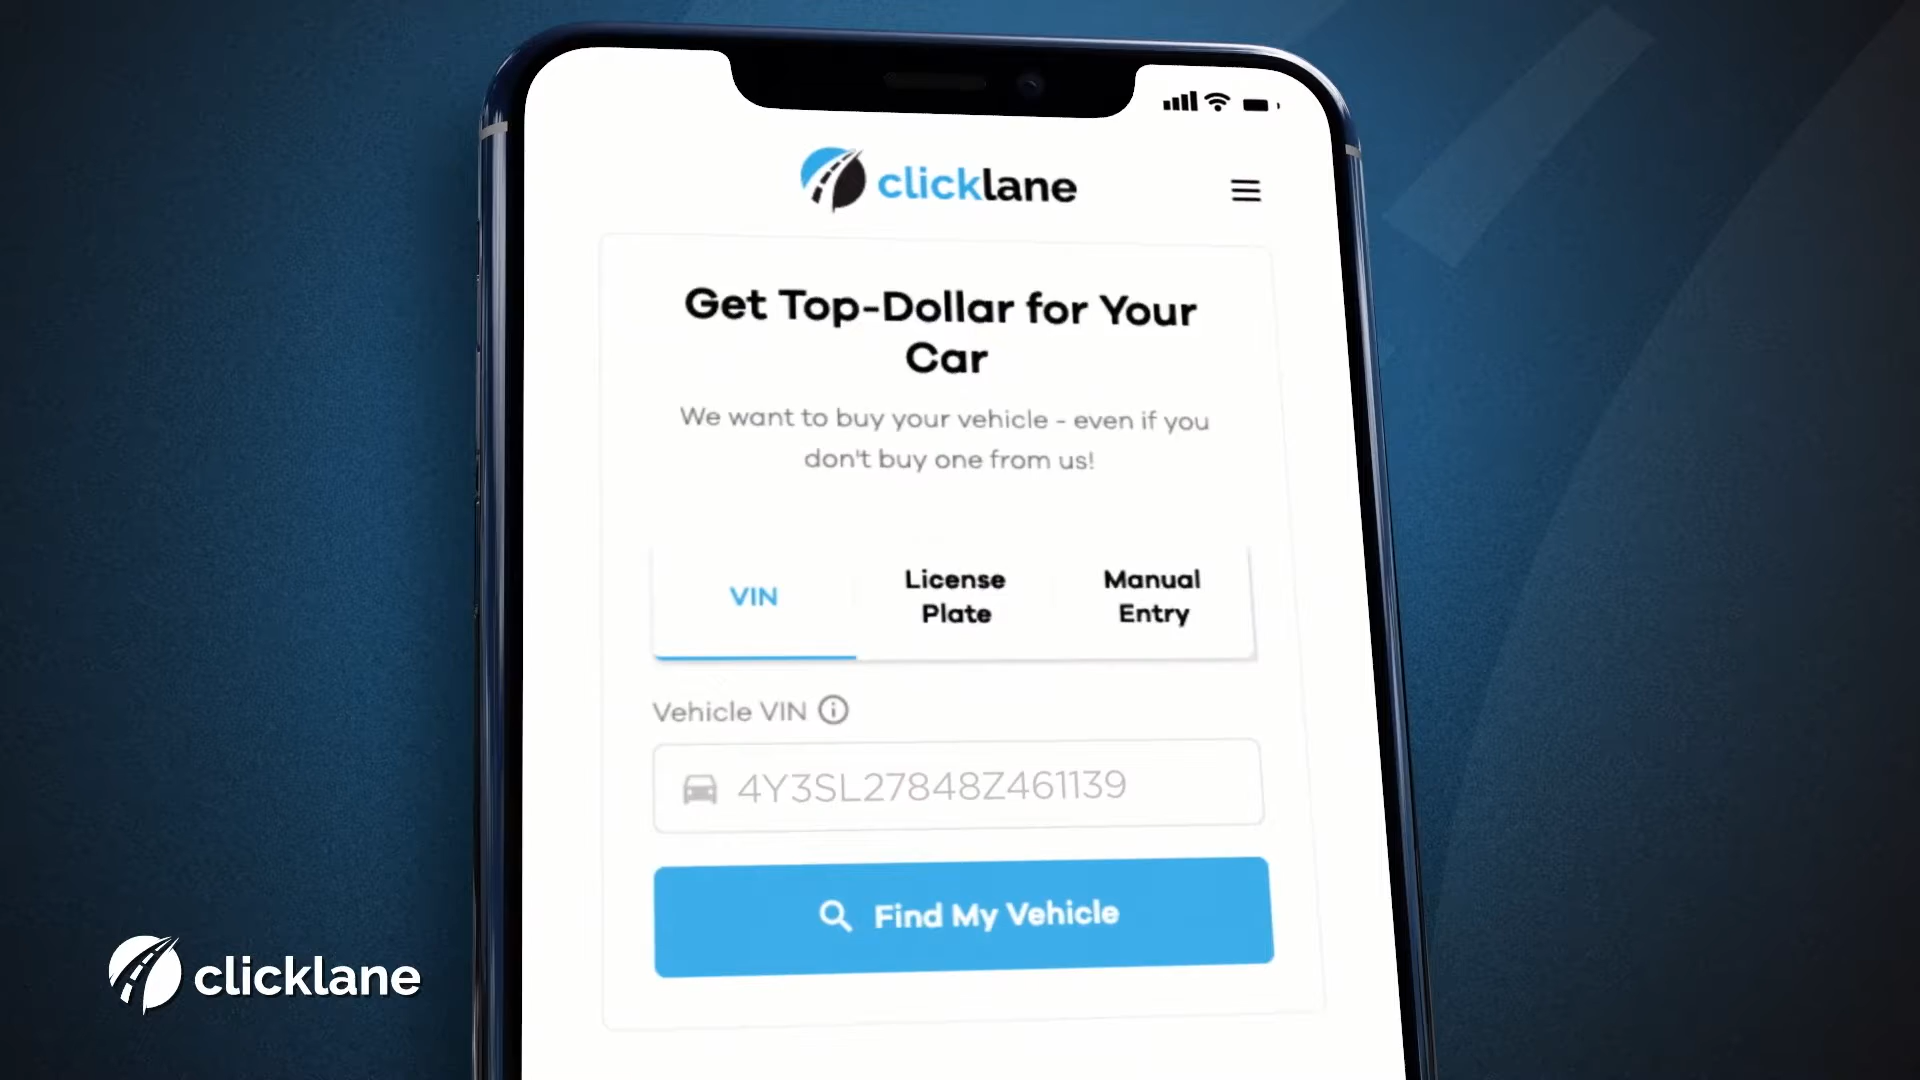 clicklane
Get Top-Dollar for Your
Car
We want to buy your vehicle - even if you
don't buy one from us!
VIN
License
Plate
Manual
Entry
Vehicle VIN
4Y3SL27848Z461139
Find My Vehicle
clicklane